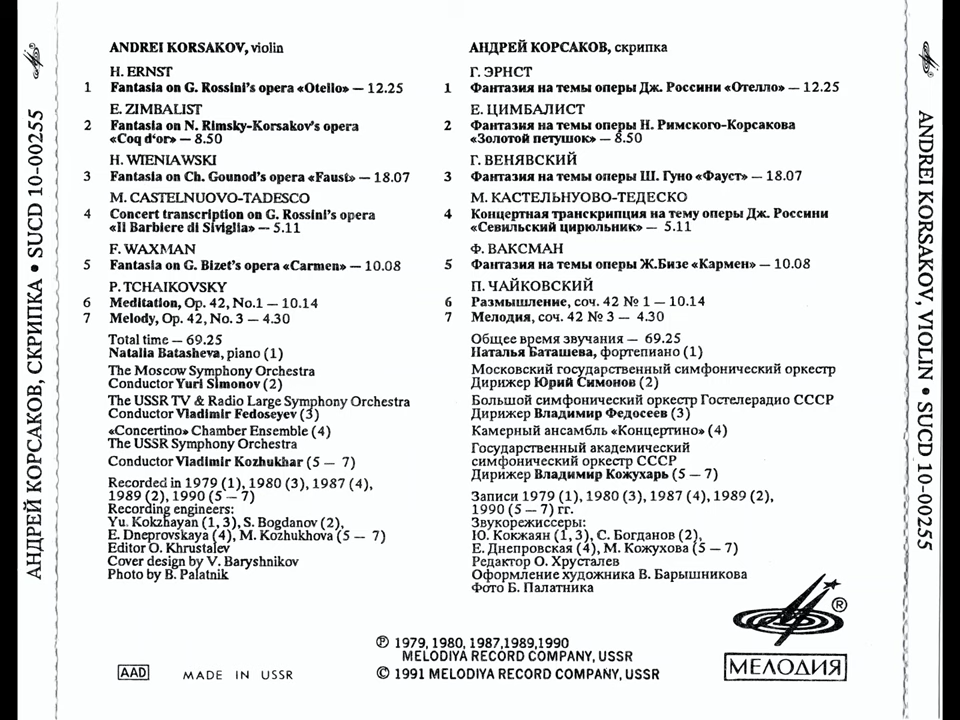 АНДРЕЙ КОРСАКОВ, СКРИПКА • SUCD 10-00255
ANDREI KORSAKOV, violin
H. ERNST
1 Fantasia on G. Rossini's opera «Otello» — 12.25
E. ZIMBALIST
2 Fantasia on N. Rimsky-Korsakov's opera
«Coq d'or» — 8.50
H. WIENIAWSKI
3 Fantasia on Ch. Gounod's opera «Faust» — 18.07
M. CASTELNUOVO-TADESCO
4 Concert transcription on G. Rossini's opera
«Il Barbiere di Siviglia» — 5.11
F. WAXMAN
5 Fantasia on G. Bizet's opera «Carmen» — 10.08
P. TCHAIKOVSKY
6 Meditation, Op. 42, No.1 — 10.14
7 Melody, Op. 42, No. 3 — 4.30
Total time — 69.25
Natalia Batasheva, piano (1)
The Moscow Symphony Orchestra
Conductor Yuri Simonov (2)
The USSR TV & Radio Large Symphony Orchestra
Conductor Vladimir Fedoseyev (3)
«Concertino» Chamber Ensemble (4)
The USSR Symphony Orchestra
Conductor Vladimir Kozhukhar (5 — 7)
Recorded in 1979 (1), 1980 (3), 1987 (4),
1989 (2), 1990 (5 — 7)
Recording engineers:
Yu. Kokzhayan (1, 3), S. Bogdanov (2),
E. Dneprovskaya (4), M. Kozhukhova (5 — 7)
Editor O. Khrustalev
Cover design by V. Baryshnikov
Photo by B. Palatnik
АНДРЕЙ КОРСАКОВ, скрипка
Г. ЭРНСТ
1 Фантазия на темы оперы Дж. Россини «Отелло» — 12.25
Е. ЦИМБАЛИСТ
2 Фантазия на темы оперы Н. Римского-Корсакова
«Золотой петушок» — 8.50
Г. ВЕНЯВСКИЙ
3 Фантазия на темы оперы Ш. Гуно «Фауст» — 18.07
М. КАСТЕЛЬНУОВО-ТЕДЕСКО
4 Концертная транскрипция на тему оперы Дж. Россини
«Севильский цирюльник» — 5.11
Ф. ВАКСМАН
5 Фантазия на темы оперы Ж.Бизе «Кармен» — 10.08
П. ЧАЙКОВСКИЙ
6 Размышление, соч. 42 № 1 — 10.14
7 Мелодия, соч. 42 № 3 — 4.30
Общее время звучания — 69.25
Наталья Баташева, фортепиано (1)
Московский государственный симфонический оркестр
Дирижер Юрий Симонов (2)
Большой симфонический оркестр Гостелерадио СССР
Дирижер Владимир Федосеев (3)
Камерный ансамбль «Концертино» (4)
Государственный академический
симфонический оркестр СССР
Дирижер Владимир Кожухарь (5 — 7)
Записи 1979 (1), 1980 (3), 1987 (4), 1989 (2),
1990 (5 — 7) гг.
Звукорежиссеры:
Ю. Кокжаян (1, 3), С. Богданов (2),
Е. Днепровская (4), М. Кожухова (5 — 7)
Редактор О. Хрусталев
Оформление художника В. Барышникова
Фото Б. Палатника
℗ 1979, 1980, 1987,1989,1990
MELODIYA RECORD COMPANY, USSR
© 1991 MELODIYA RECORD COMPANY, USSR
AAD
MADE IN USSR
®
МЕЛОДИЯ
ANDREI KORSAKOV, VIOLIN • SUCD 10-00255